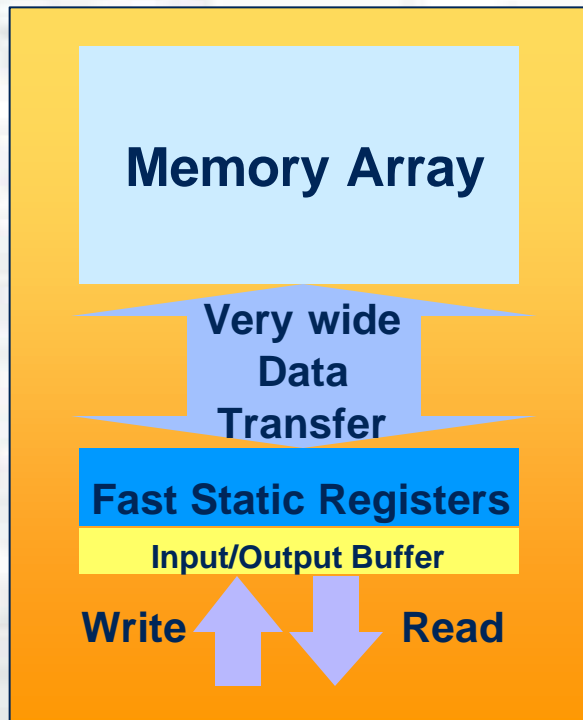 Memory Array
Very wide
Data
Transfer
Fast Static Registers
Input/Output Buffer
Write Read